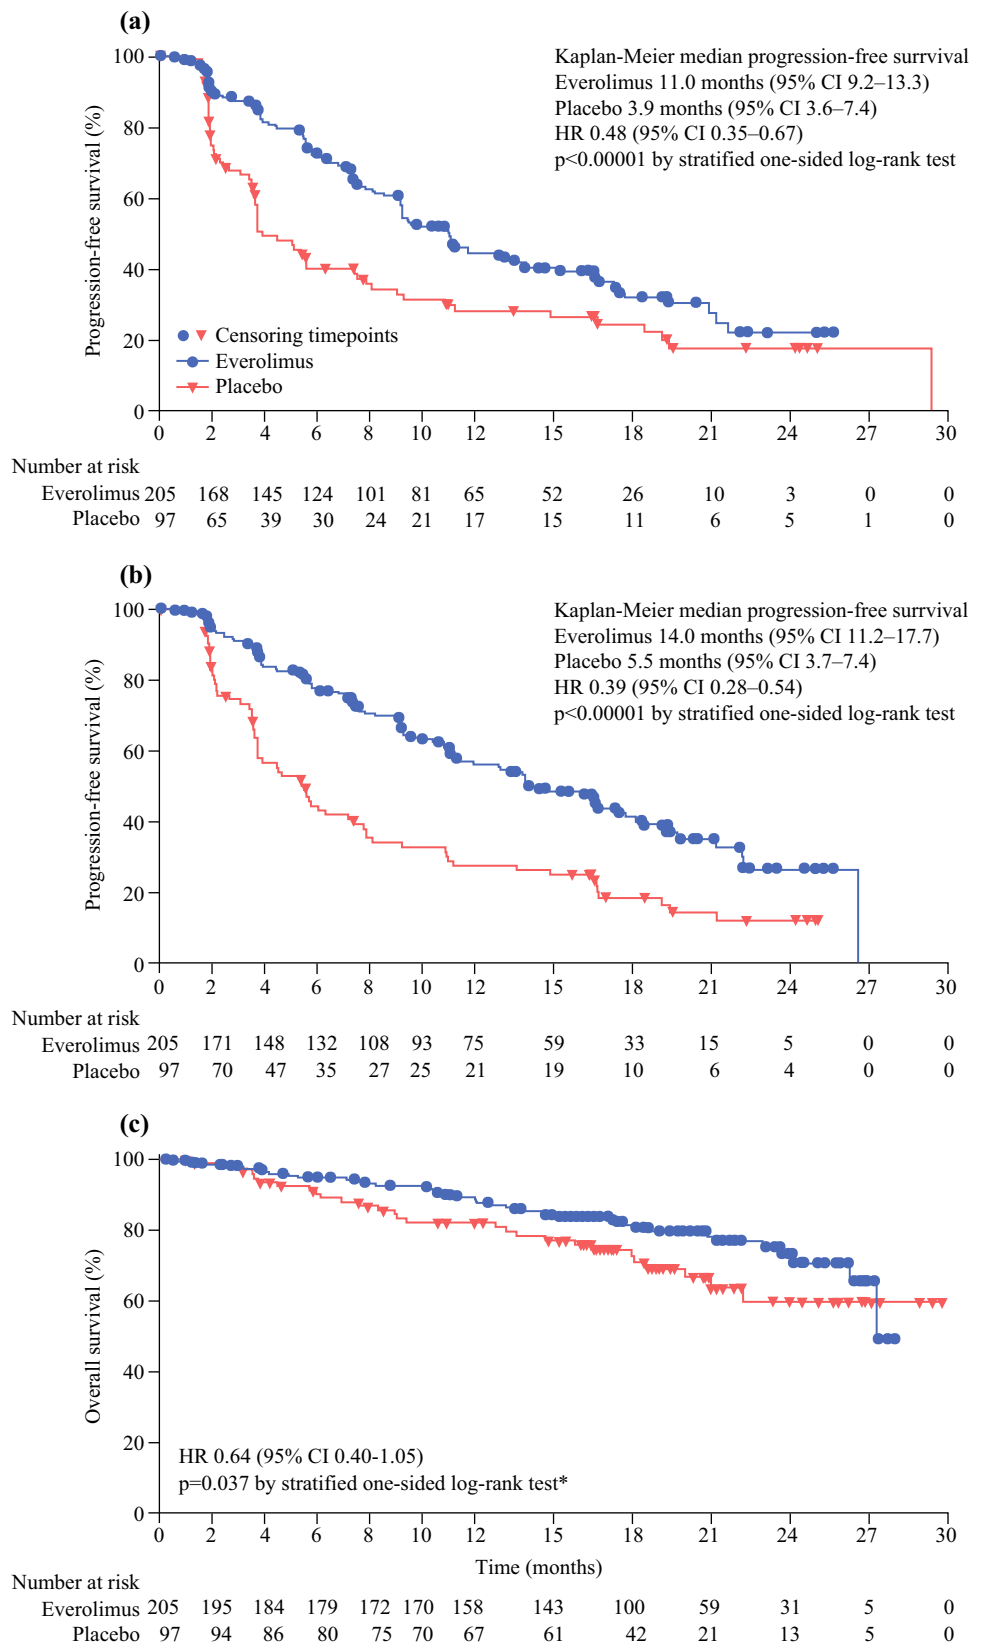 (a)
Kaplan-Meier median progression-free surrvival
Everolimus 11.0 months (95% CI 9.2–13.3)
Placebo 3.9 months (95% CI 3.6–7.4)
HR 0.48 (95% CI 0.35–0.67)
p<0.00001 by stratified one-sided log-rank test
Progression-free survival (%)
100
80
60
40
20
0
Censoring timepoints
Everolimus
Placebo
0 2 4 6 8 10 12 15 18 21 24 27 30
Number at risk
Everolimus 205 168 145 124 101 81 65 52 26 10 3 0 0
Placebo 97 65 39 30 24 21 17 15 11 6 5 1 0
(b)
Kaplan-Meier median progression-free surrvival
Everolimus 14.0 months (95% CI 11.2–17.7)
Placebo 5.5 months (95% CI 3.7–7.4)
HR 0.39 (95% CI 0.28–0.54)
p<0.00001 by stratified one-sided log-rank test
Progression-free survival (%)
100
80
60
40
20
0
0 2 4 6 8 10 12 15 18 21 24 27 30
Number at risk
Everolimus 205 171 148 132 108 93 75 59 33 15 5 0 0
Placebo 97 70 47 35 27 25 21 19 10 6 4 0 0
(c)
Overall survival (%)
100
80
60
40
20
0
HR 0.64 (95% CI 0.40-1.05)
p=0.037 by stratified one-sided log-rank test*
0 2 4 6 8 10 12 15 18 21 24 27 30
Time (months)
Number at risk
Everolimus 205 195 184 179 172 170 158 143 100 59 31 5 0
Placebo 97 94 86 80 75 70 67 61 42 21 13 5 0